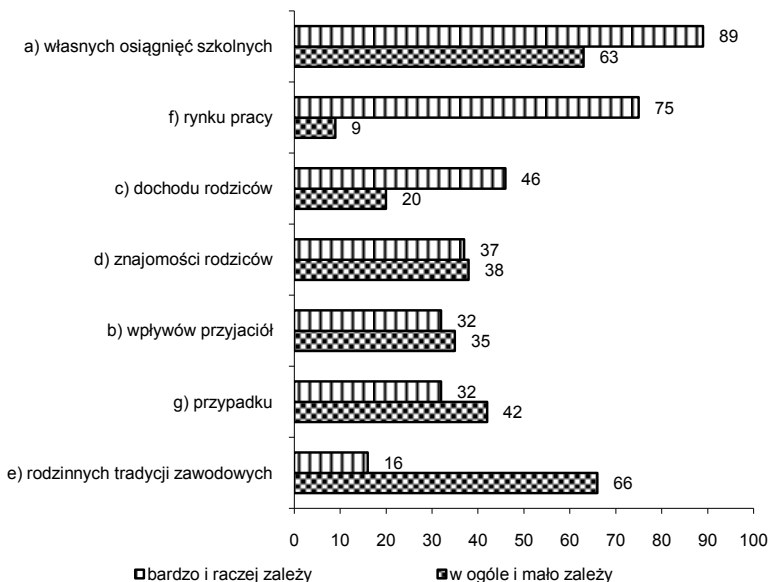 a) własnych osiągnięć szkolnych
89
63
f) rynku pracy
75
9
c) dochodu rodziców
46
20
d) znajomości rodziców
37
38
b) wpływów przyjaciół
32
35
g) przypadku
32
42
e) rodzinnych tradycji zawodowych
16
66
0 10 20 30 40 50 60 70 80 90 100
bardzo i raczej zależy w ogóle i mało zależy